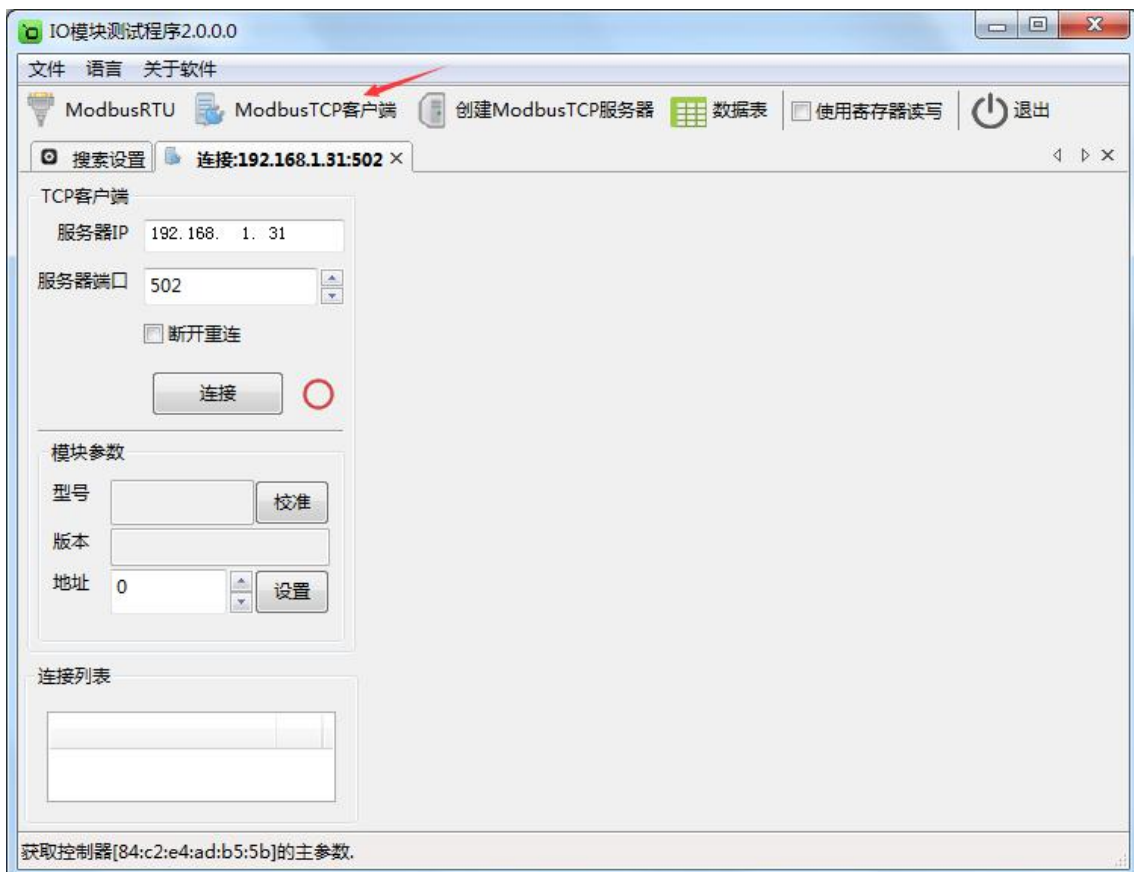 IO模块测试程序2.0.0.0
文件 语言 关于软件
ModbusRTU ModbusTCP客户端 创建ModbusTCP服务器 数据表 使用寄存器读写 退出
搜索设置 连接:192.168.1.31:502
TCP客户端
服务器IP 192.168. 1. 31
服务器端口 502
断开重连
连接
模块参数
型号 校准
版本
地址 0 设置
连接列表
获取控制器[84:c2:e4:ad:b5:5b]的主参数.